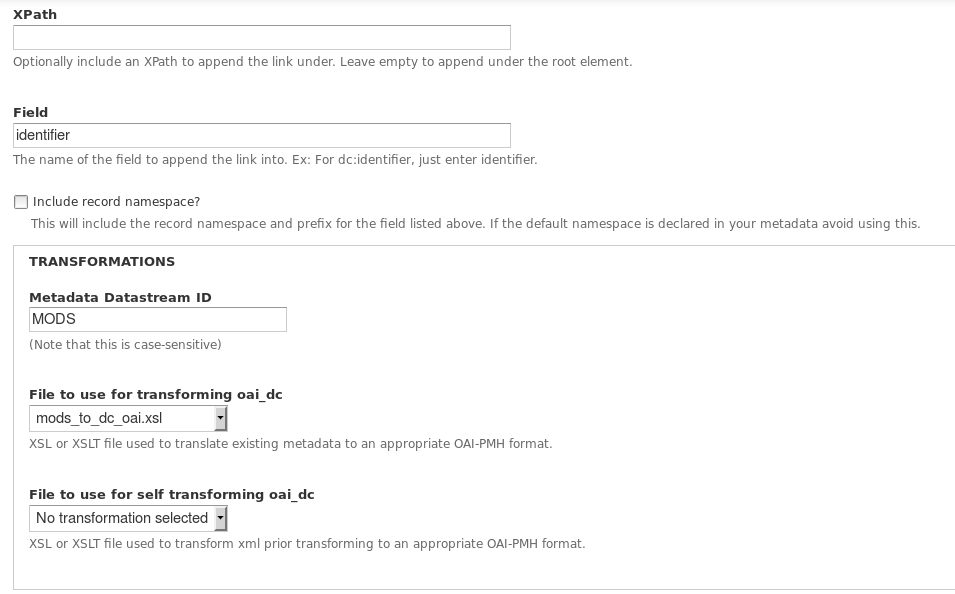 XPath
Optionally include an XPath to append the link under. Leave empty to append under the root element.
Field
identifier
The name of the field to append the link into. Ex: For dc:identifier, just enter identifier.
Include record namespace?
This will include the record namespace and prefix for the field listed above. If the default namespace is declared in your metadata avoid using this.
TRANSFORMATIONS
Metadata Datastream ID
MODS
(Note that this is case-sensitive)
File to use for transforming oai_dc
mods_to_dc_oai.xsl
XSL or XSLT file used to translate existing metadata to an appropriate OAI-PMH format.
File to use for self transforming oai_dc
No transformation selected
XSL or XSLT file used to transform xml prior transforming to an appropriate OAI-PMH format.